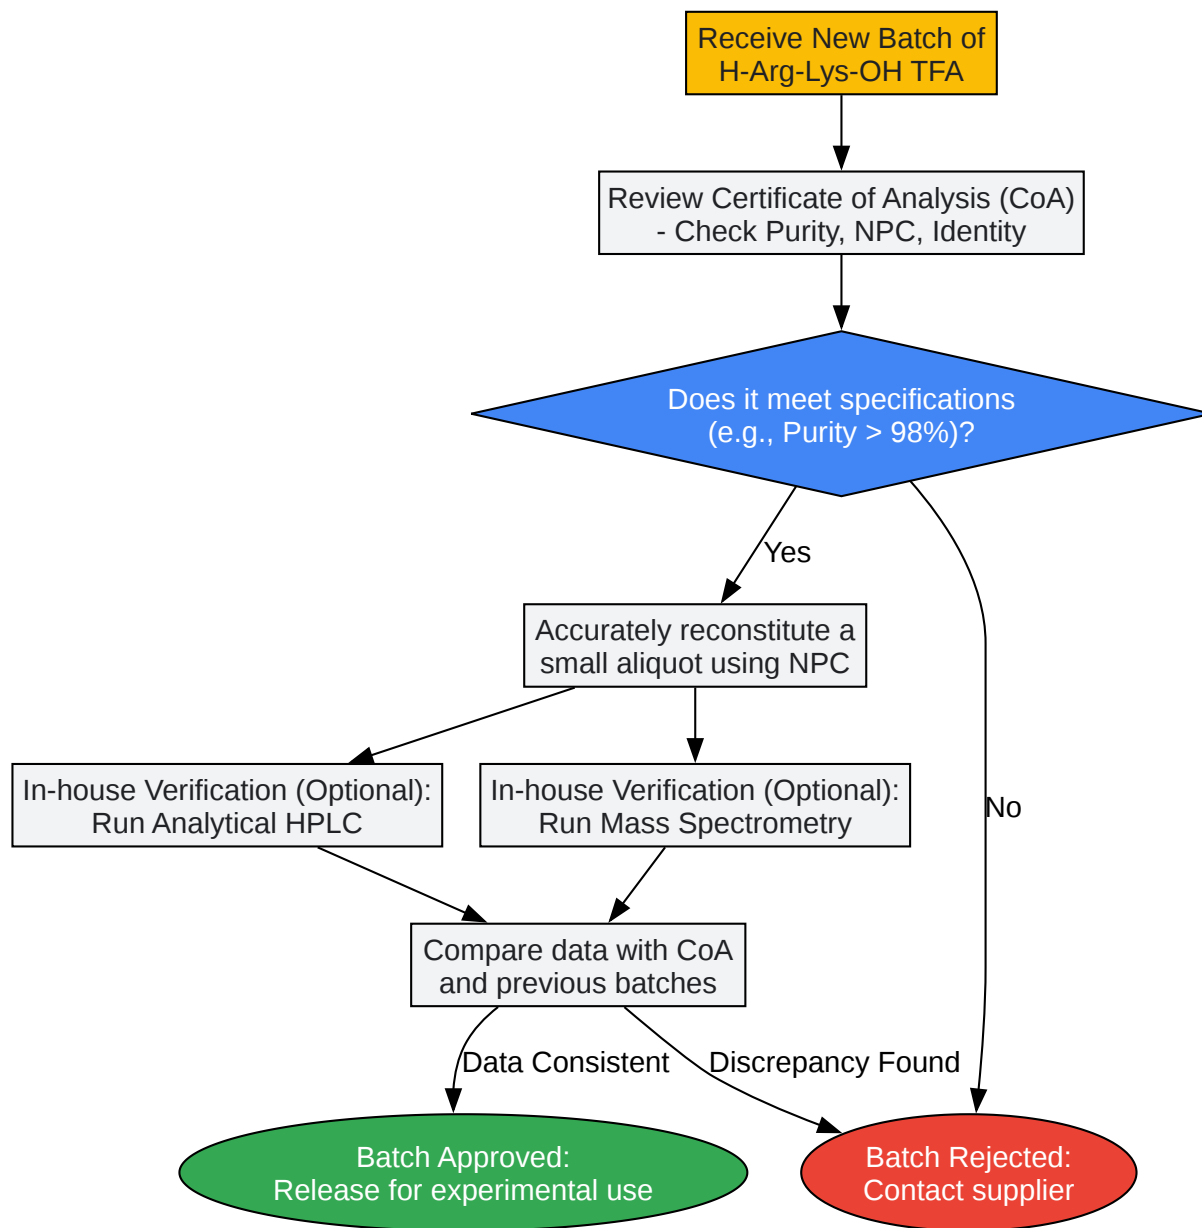 Receive New Batch of
H-Arg-Lys-OH TFA
Review Certificate of Analysis (CoA)
- Check Purity, NPC, Identity
Does it meet specifications
(e.g., Purity > 98%)?
Yes
Accurately reconstitute a
small aliquot using NPC
In-house Verification (Optional):
Run Analytical HPLC
In-house Verification (Optional):
Run Mass Spectrometry
No
Compare data with CoA
and previous batches
Data Consistent
Discrepancy Found
Batch Approved:
Release for experimental use
Batch Rejected:
Contact supplier